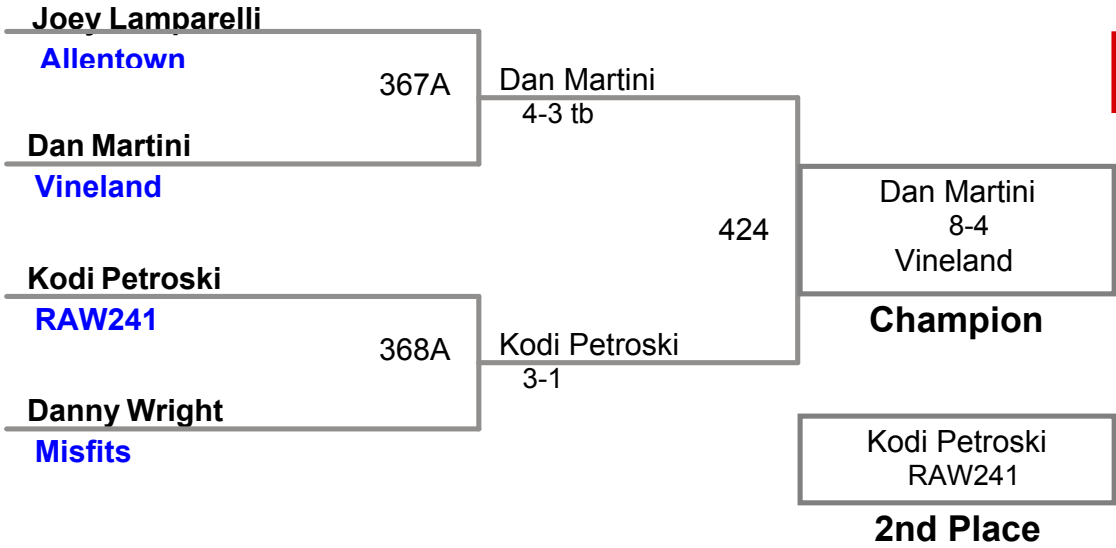 Joey Lamparelli
Allentown
367A
Dan Martini
4-3 tb
Dan Martini
Vineland
424
Dan Martini
8-4
Vineland
Champion
Kodi Petroski
RAW241
368A
Kodi Petroski
3-1
Danny Wright
Misfits
Kodi Petroski
RAW241
2nd Place